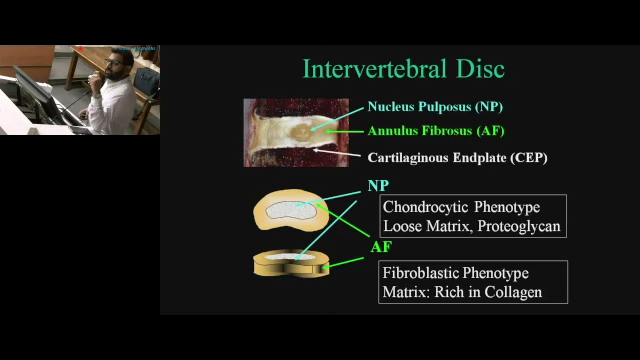 Intervertebral Disc
Nucleus Pulposus (NP)
Annulus Fibrosus (AF)
Cartilaginous Endplate (CEP)
NP
Chondrocytic Phenotype
Loose Matrix, Proteoglycan
AF
Fibroblastic Phenotype
Matrix: Rich in Collagen